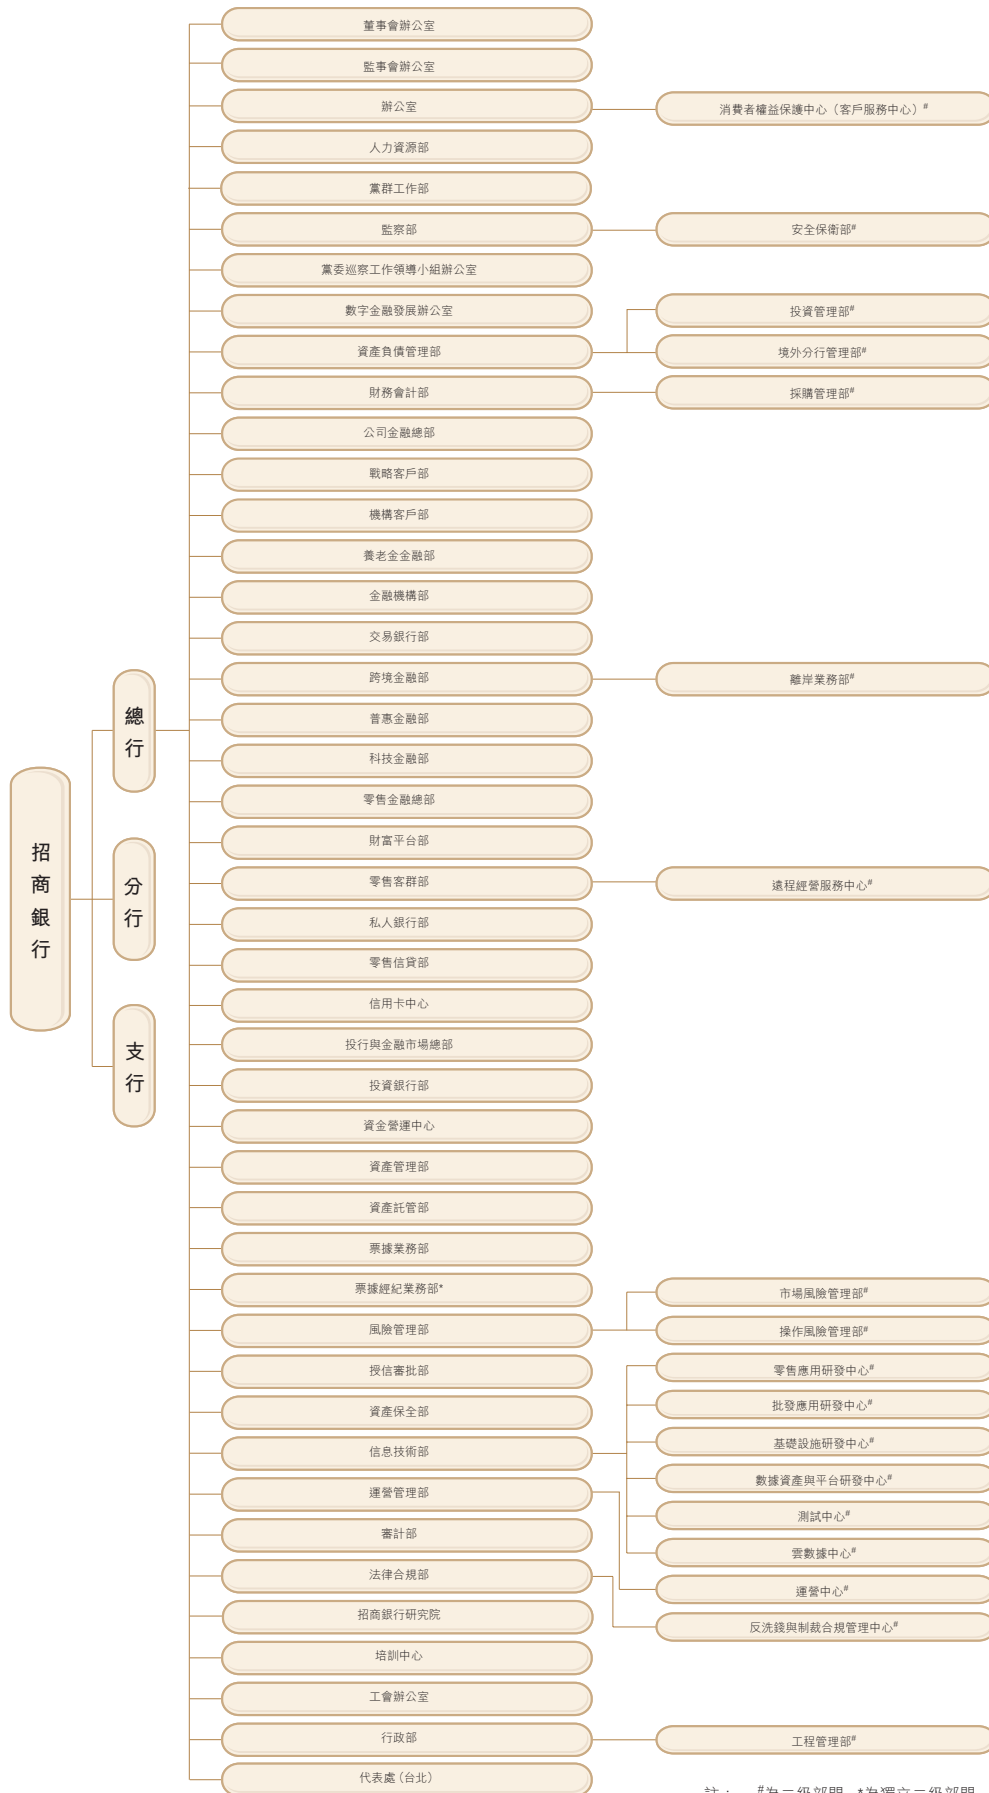 招商銀行
總行
分行
支行
董事會辦公室
監事會辦公室
辦公室
消費者權益保護中心（客戶服務中心）#
人力資源部
黨群工作部
監察部
安全保衛部#
黨委巡察工作領導小組辦公室
數字金融發展辦公室
資產負債管理部
投資管理部#
境外分行管理部#
財務會計部
採購管理部#
公司金融總部
戰略客戶部
機構客戶部
養老金金融部
金融機構部
交易銀行部
跨境金融部
離岸業務部#
普惠金融部
科技金融部
零售金融總部
財富平台部
零售客群部
遠程經營服務中心#
私人銀行部
零售信貸部
信用卡中心
投行與金融市場總部
投資銀行部
資金營運中心
資產管理部
資產託管部
票據業務部
票據經紀業務部*
風險管理部
市場風險管理部#
操作風險管理部#
授信審批部
資產保全部
信息技術部
零售應用研發中心#
批發應用研發中心#
基礎設施研發中心#
數據資產與平台研發中心#
測試中心#
雲數據中心#
運營管理部
運營中心#
審計部
法律合規部
反洗錢與制裁合規管理中心#
招商銀行研究院
培訓中心
工會辦公室
行政部
工程管理部#
代表處（台北）
註： #為二級部門 *為獨立二級部門